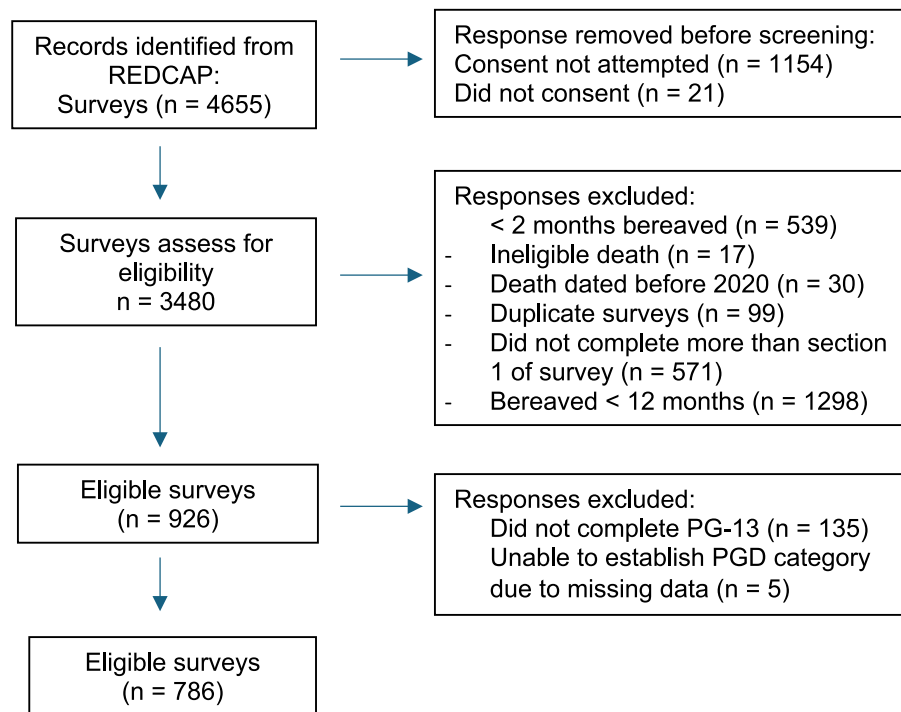 Records identified from
REDCAP:
Surveys (n = 4655)
Response removed before screening:
Consent not attempted (n = 1154)
Did not consent (n = 21)
Surveys assess for
eligibility
n = 3480
Responses excluded:
< 2 months bereaved (n = 539)
- Ineligible death (n = 17)
- Death dated before 2020 (n = 30)
- Duplicate surveys (n = 99)
- Did not complete more than section
1 of survey (n = 571)
- Bereaved < 12 months (n = 1298)
Eligible surveys
(n = 926)
Responses excluded:
Did not complete PG-13 (n = 135)
Unable to establish PGD category
due to missing data (n = 5)
Eligible surveys
(n = 786)